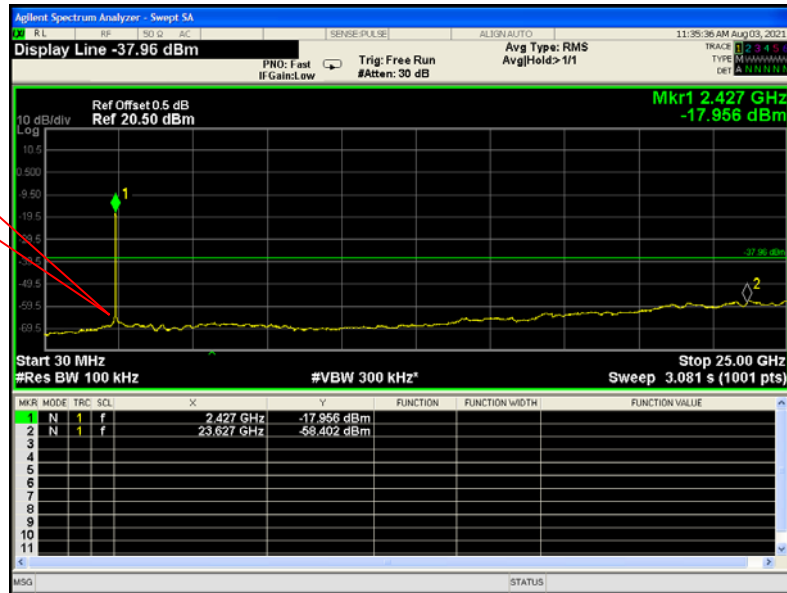 Agilent Spectrum Analyzer - Swept SA
RL RF 50 Ω AC SENSE:PULSE ALIGNAUTO 11:35:36 AM Aug 03, 2021
Display Line -37.96 dBm
PNO: Fast
IFGain:Low
Trig: Free Run
#Atten: 30 dB
Avg Type: RMS
Avg|Hold:>1/1
TRACE 1 2 3 4 5 6
TYPE MWWWWW
DET A N N N N N
Mkr1 2.427 GHz
-17.956 dBm
Ref Offset 0.5 dB
10 dB/div Ref 20.50 dBm
Log
10.5
0.500
-9.50
-19.5
-29.5
-39.5
-49.5
-59.5
-69.5
1
-37.96 dBm
2
Start 30 MHz Stop 25.00 GHz
#Res BW 100 kHz #VBW 300 kHz* Sweep 3.081 s (1001 pts)
MKR MODE TRC SCL X Y FUNCTION FUNCTION WIDTH FUNCTION VALUE
1 N 1 f 2.427 GHz -17.956 dBm
2 N 1 f 23.627 GHz -58.402 dBm
3
4
5
6
7
8
9
10
11
MSG STATUS